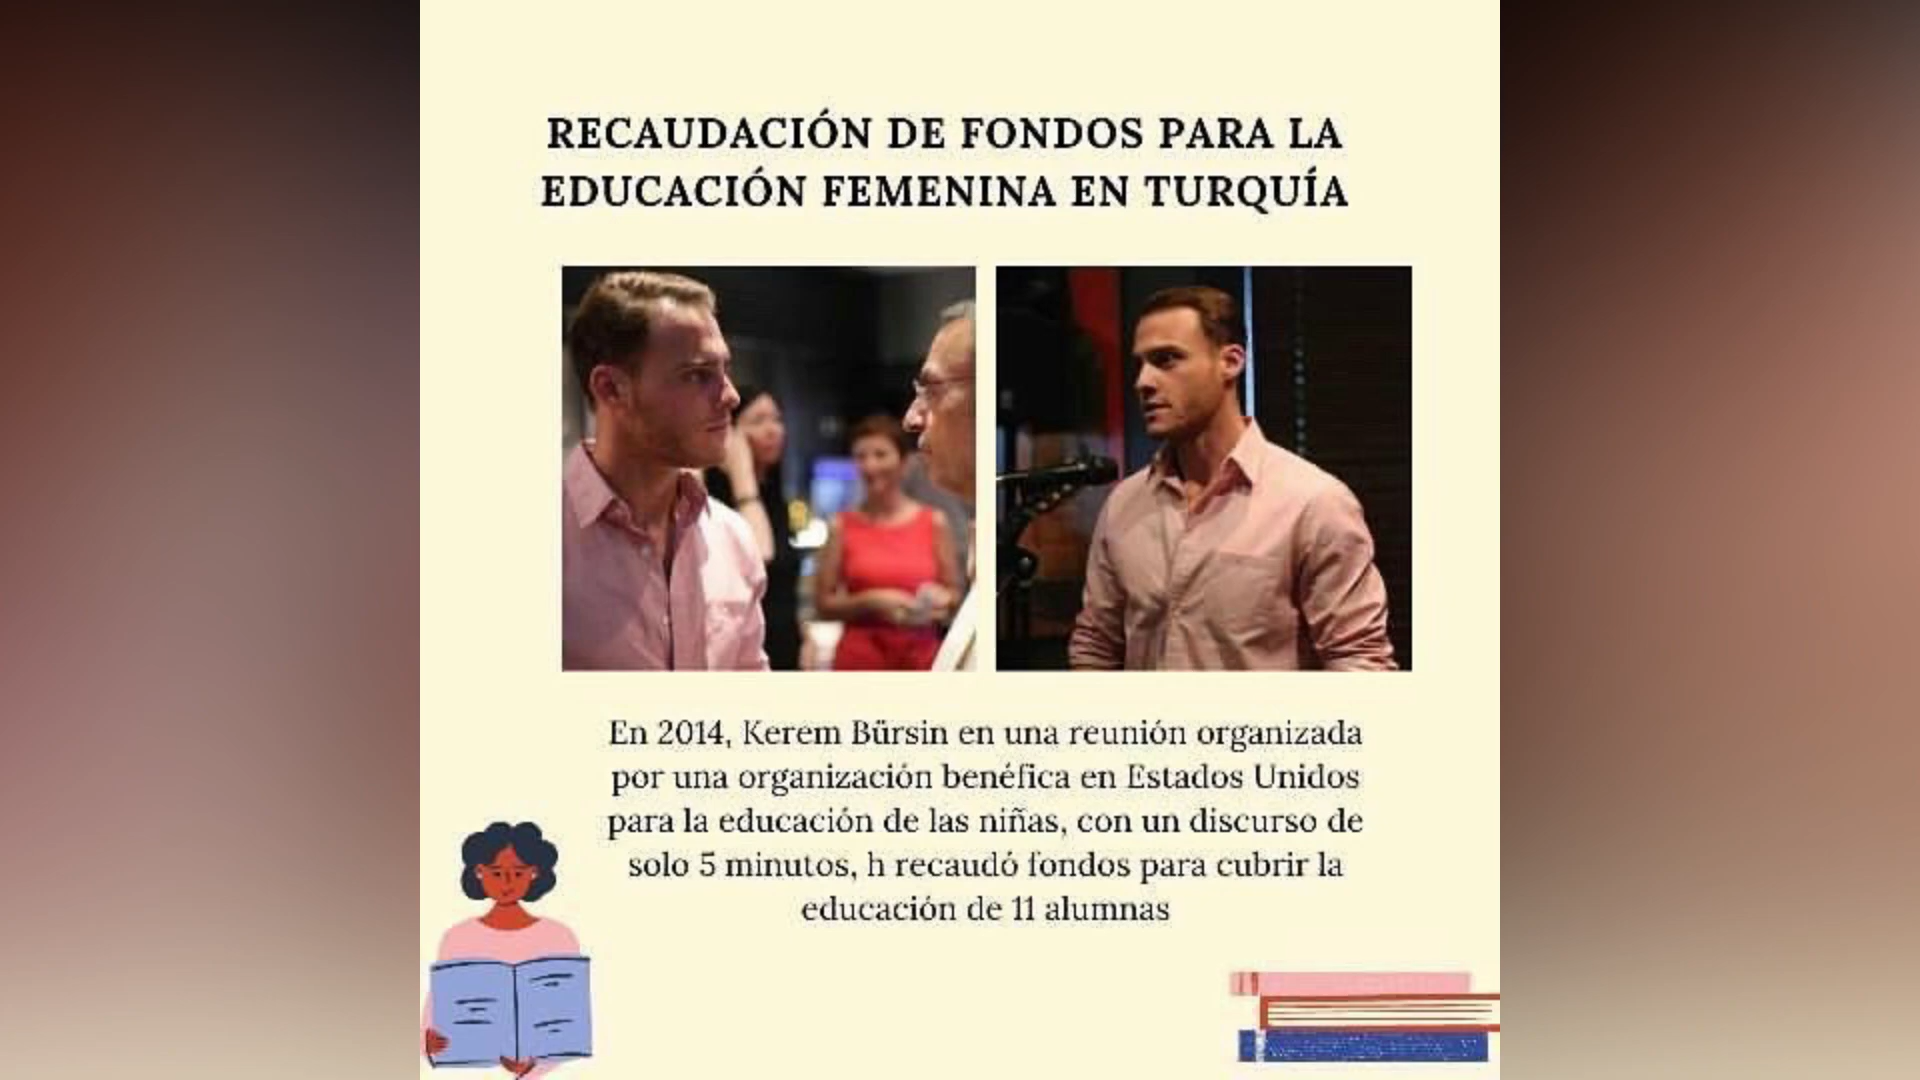 RECAUDACIÓN DE FONDOS PARA LA
EDUCACIÓN FEMENINA EN TURQUÍA
En 2014, Kerem Bürsin en una reunión organizada
por una organización benéfica en Estados Unidos
para la educación de las niñas, con un discurso de
solo 5 minutos, h recaudó fondos para cubrir la
educación de 11 alumnas